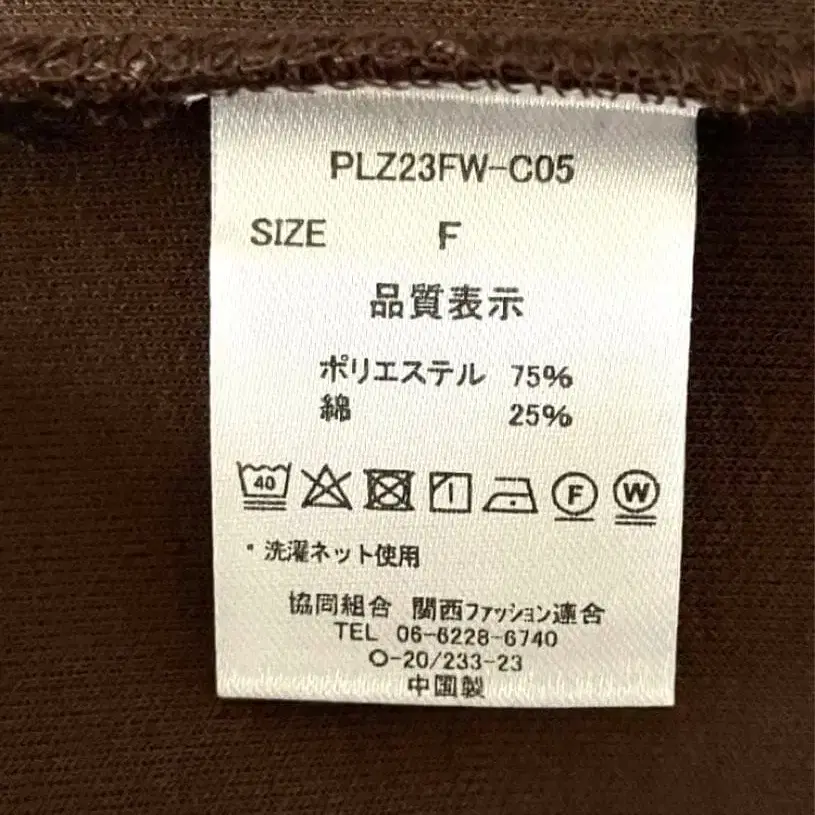 PLZ23FW-C05
SIZE F
品質表示
ポリエステル 75%
綿 25%
40 F W
・洗濯ネット使用
協同組合 関西ファッション連合
TEL 06-6228-6740
O-20/233-23
中国製